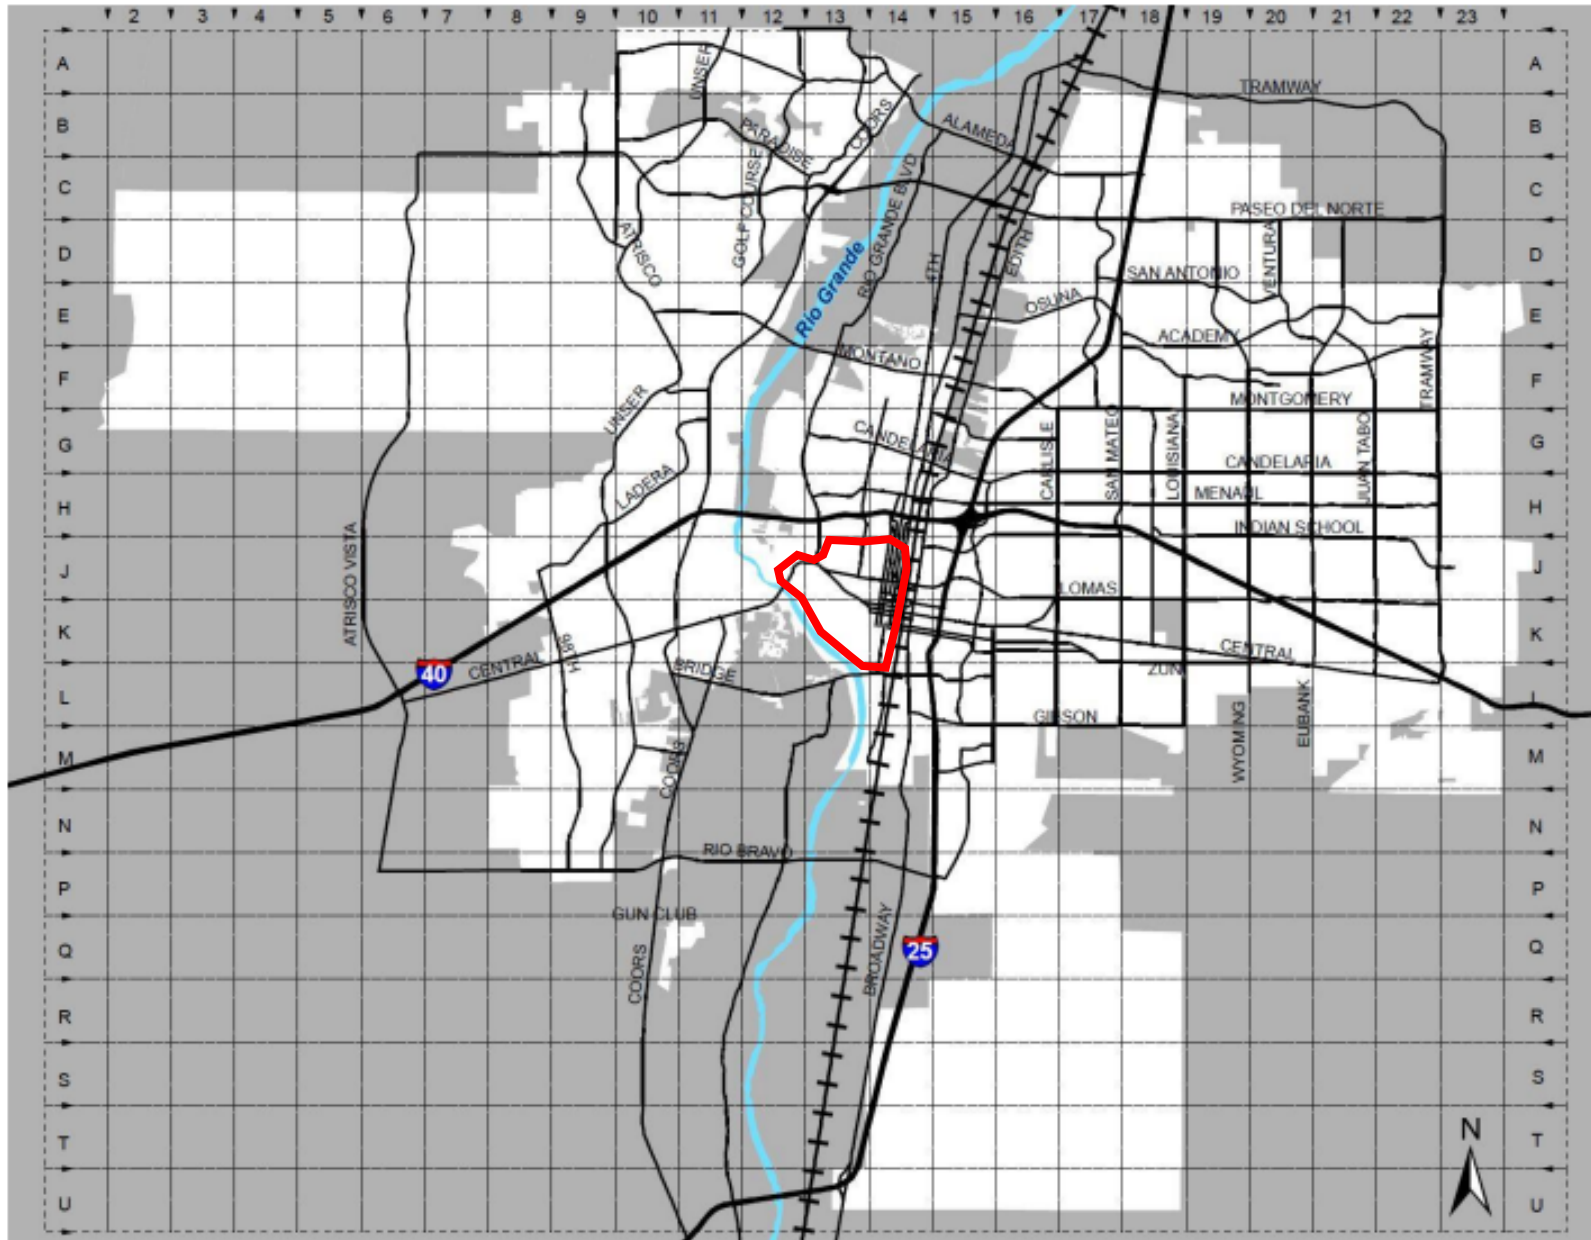 2 3 4 5 6 7 8 9 10 11 12 13 14 15 16 17 18 19 20 21 22 23
A A
UNSER
TRAMWAY
B B
PARADISE
COORS
ALAMEDA
C C
GOLF COURSE
RIO GRANDE BLVD
PASEO DEL NORTE
D D
ATRISCO
Rio Grande
4TH
EDITH
SAN ANTONIO
VENTURA
E E
OSUNA
ACADEMY
MONTANO
TRAMWAY
F F
UNSER
MONTGOMERY
G G
CANDELARIA
CARLISLE
SAN MATEO
LOUISIANA
CANDELARIA
JUAN TABO
LADERA
MENAUL
H H
INDIAN SCHOOL
ATRISCO VISTA
J J
LOMAS
K K
98TH
CENTRAL
CENTRAL
40
BRIDGE
ZUNI
L L
GIBSON
WYOMING
EUBANK
M M
COORS
N N
RIO BRAVO
P P
GUN CLUB
Q Q
COORS
BROADWAY
25
R R
S S
T T
N
U U